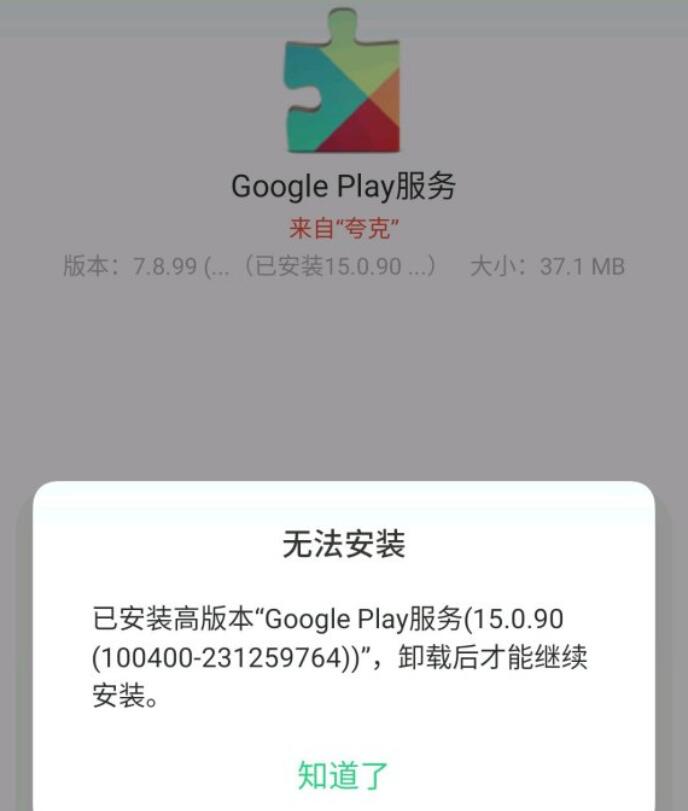 Google Play服务
来自“夸克”
版本：7.8.99 (...（已安装15.0.90 ...） 大小：37.1 MB
无法安装
已安装高版本“Google Play服务(15.0.90
(100400-231259764))”，卸载后才能继续
安装。
知道了